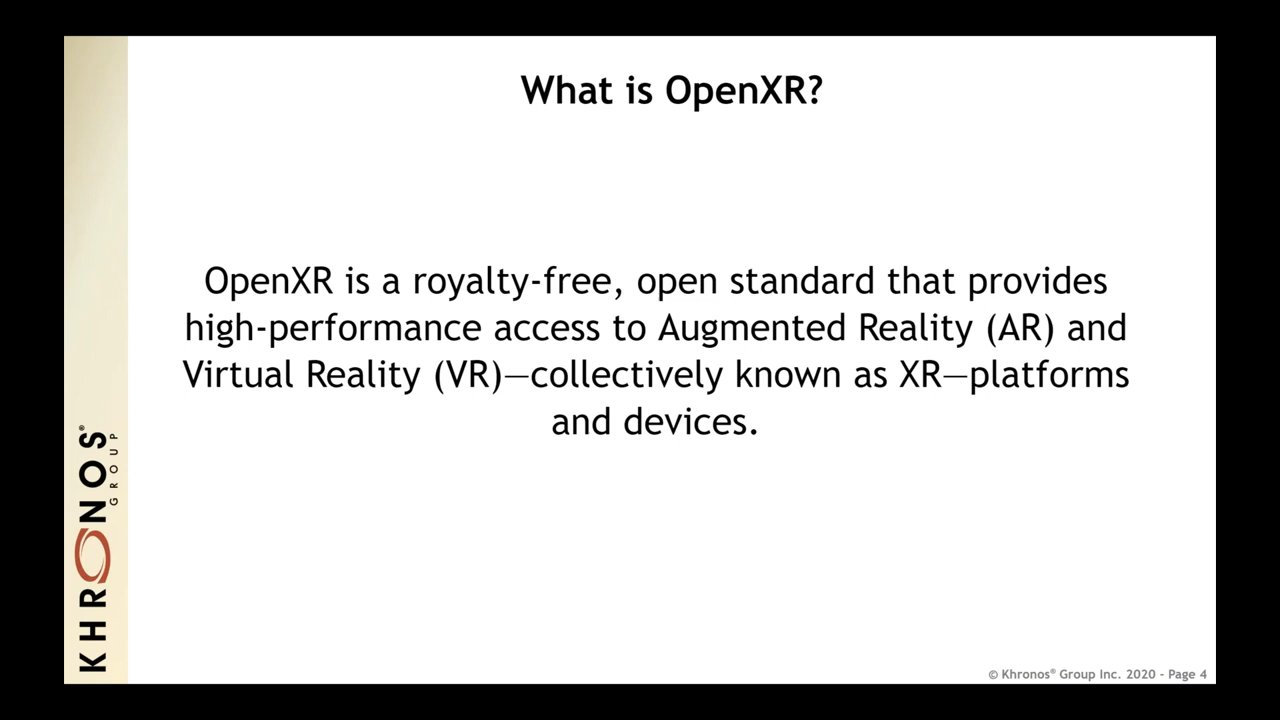 What is OpenXR?
OpenXR is a royalty-free, open standard that provides
high-performance access to Augmented Reality (AR) and
Virtual Reality (VR)—collectively known as XR—platforms
and devices.
KHRONOS®
GROUP
© Khronos® Group Inc. 2020 - Page 4